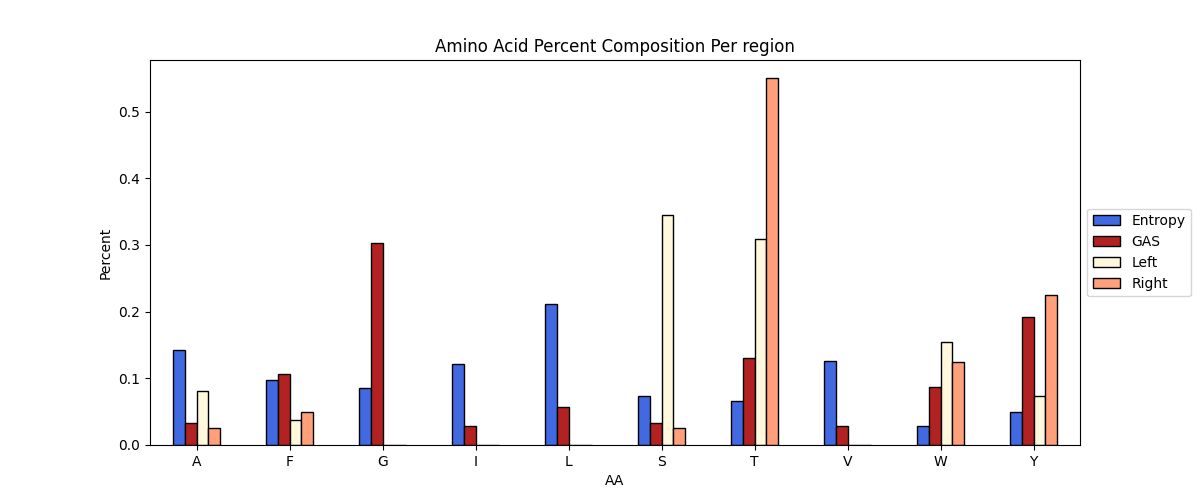 Amino Acid Percent Composition Per region
Percent
0.5
0.4
0.3
0.2
0.1
0.0
A F G I L S T V W Y
AA
Entropy
GAS
Left
Right